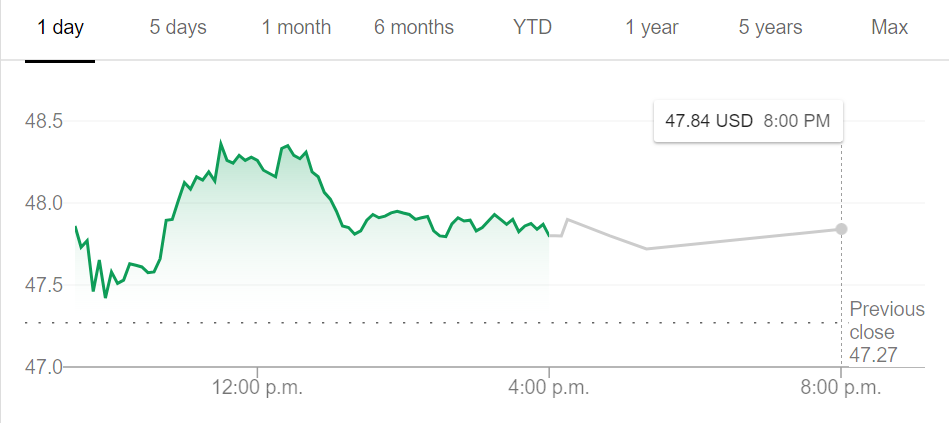 1 day 5 days 1 month 6 months YTD 1 year 5 years Max
48.5
47.84 USD 8:00 PM
48.0
47.5
Previous
close
47.27
47.0
12:00 p.m. 4:00 p.m. 8:00 p.m.